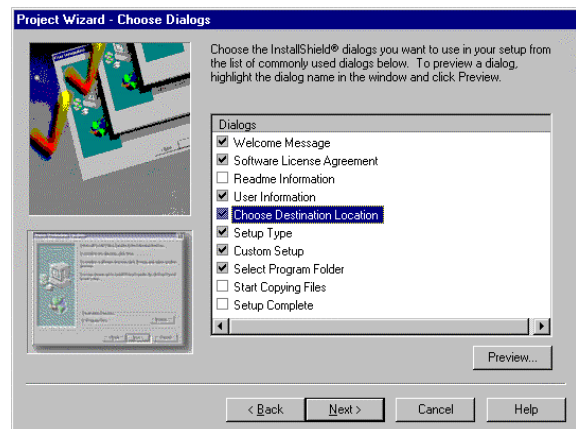 Project Wizard - Choose Dialogs
Choose the InstallShield® dialogs you want to use in your setup from
the list of commonly used dialogs below. To preview a dialog,
highlight the dialog name in the window and click Preview.
Dialogs
Welcome Message
Software License Agreement
Readme Information
User Information
Choose Destination Location
Setup Type
Custom Setup
Select Program Folder
Start Copying Files
Setup Complete
Preview...
< Back
Next >
Cancel
Help